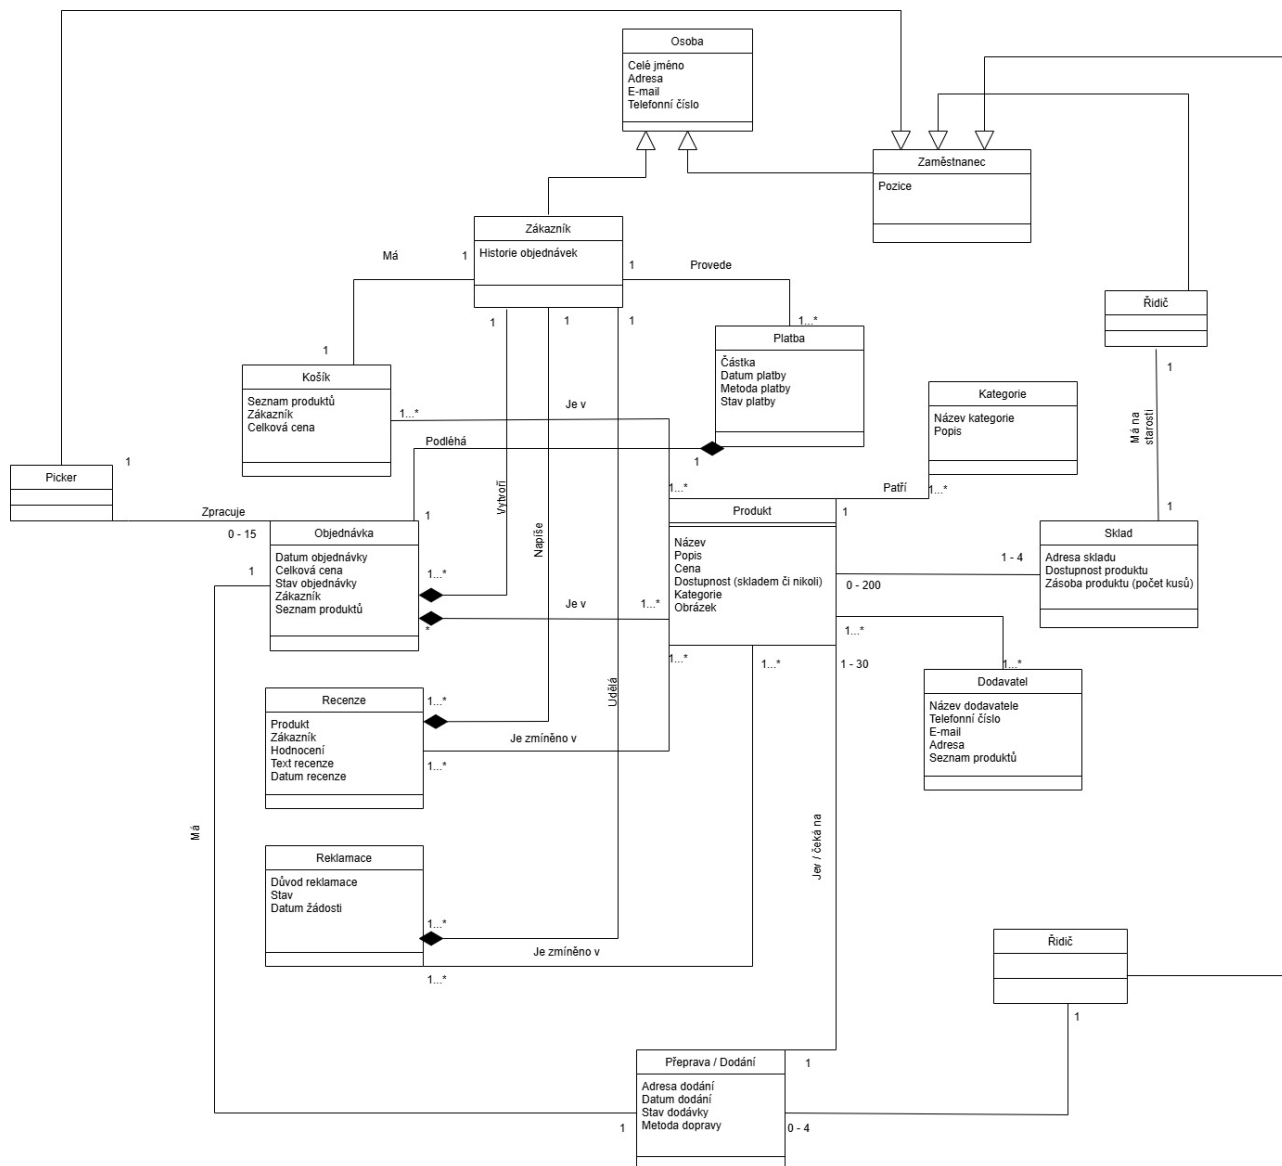 Osoba
Celé jméno
Adresa
E-mail
Telefonní číslo
Zaměstnanec
Pozice
Zákazník
Historie objednávek
Má
1
1
Provede
1
1...*
1
1
1
Řidič
1
Má na
starosti
1
Košík
Seznam produktů
Zákazník
Celková cena
1...*
Je v
1...*
Platba
Částka
Datum platby
Metoda platby
Stav platby
Podléhá
1
1
Kategorie
Název kategorie
Popis
Patří
1...*
1
Picker
1
Zpracuje
0 - 15
Vytvoří
Napíše
Udělá
Objednávka
Datum objednávky
Celková cena
Stav objednávky
Zákazník
Seznam produktů
1
1...*
*
Je v
1...*
Produkt
Název
Popis
Cena
Dostupnost (skladem či nikoli)
Kategorie
Obrázek
1 - 4
0 - 200
Sklad
Adresa skladu
Dostupnost produktu
Zásoba produktu (počet kusů)
1...*
1...*
1...*
1...*
1 - 30
Dodavatel
Název dodavatele
Telefonní číslo
E-mail
Adresa
Seznam produktů
Recenze
Produkt
Zákazník
Hodnocení
Text recenze
Datum recenze
1...*
Je zmíněno v
1...*
Má
Jev / čeká na
Reklamace
Důvod reklamace
Stav
Datum žádosti
1...*
Je zmíněno v
1...*
Řidič
1
Přeprava / Dodání
Adresa dodání
Datum dodání
Stav dodávky
Metoda dopravy
1
1
0 - 4